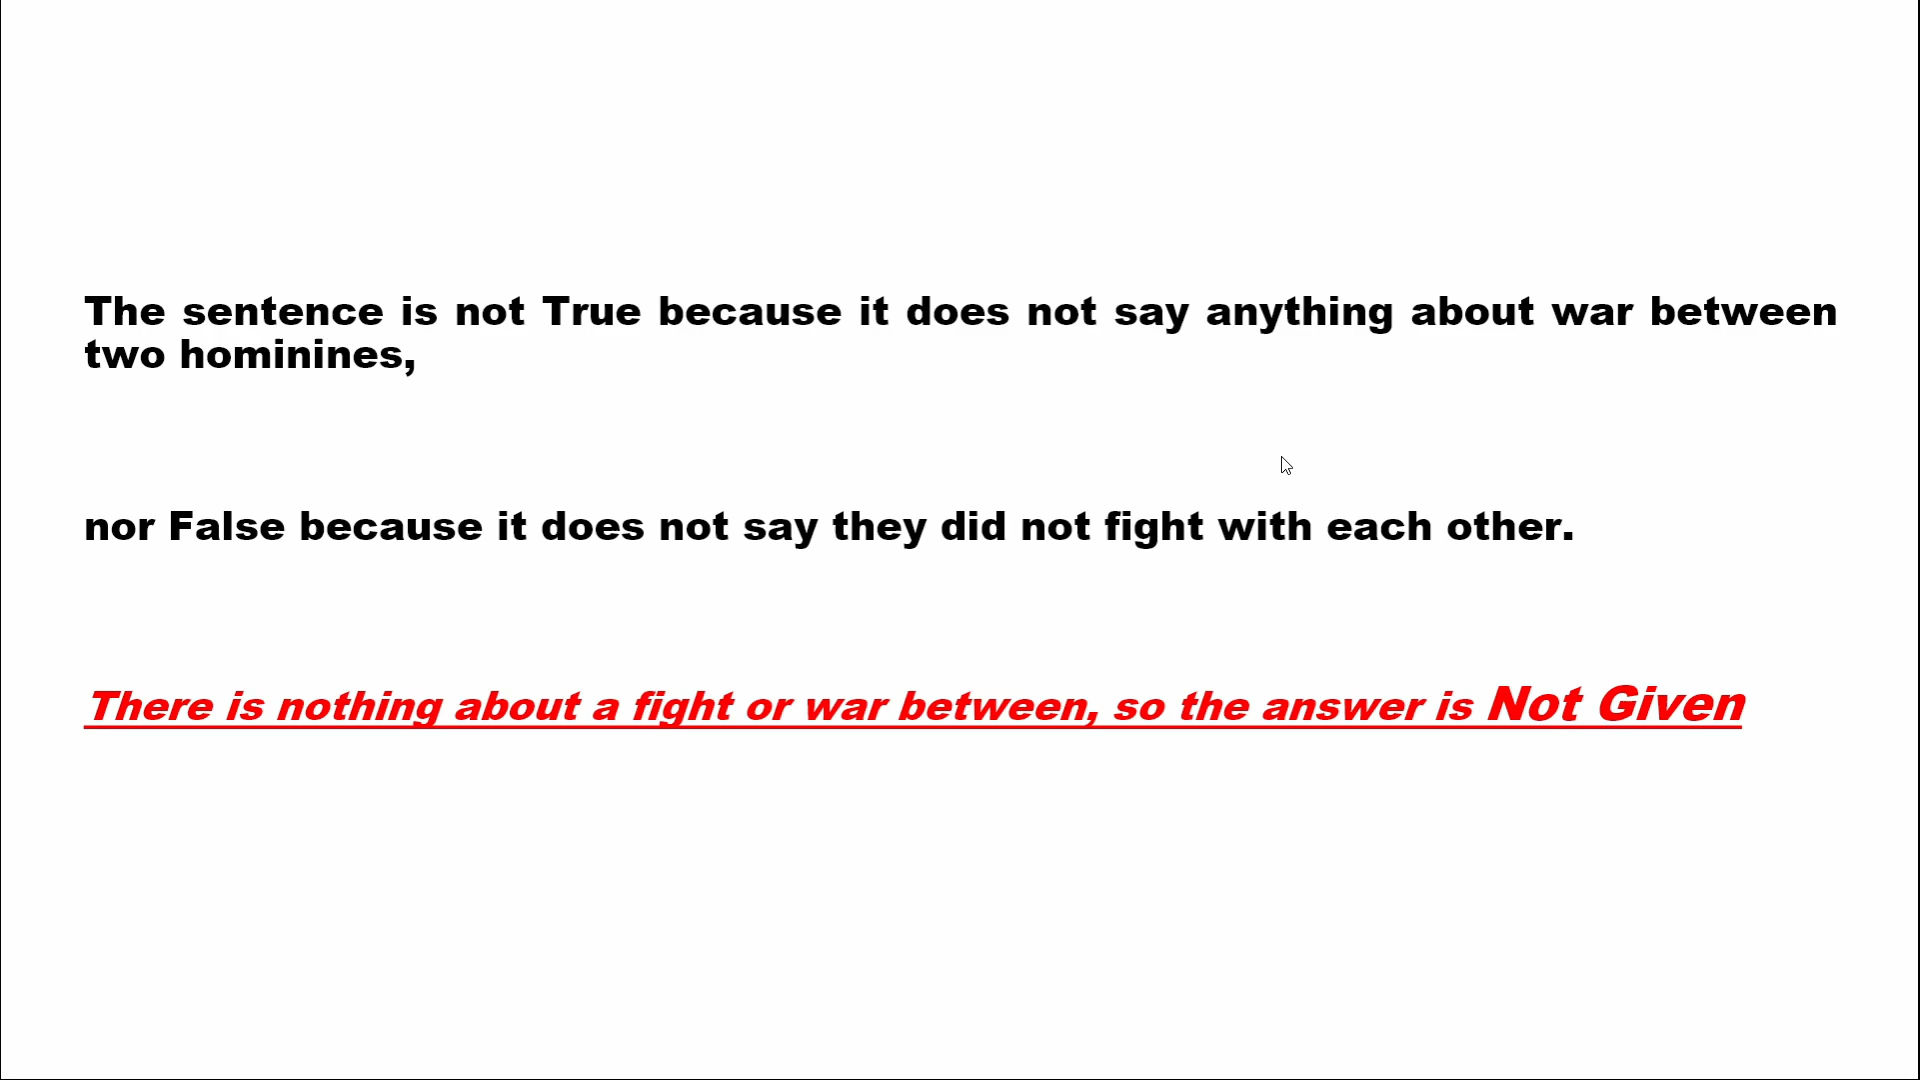 The sentence is not True because it does not say anything about war between
two hominines,
nor False because it does not say they did not fight with each other.
There is nothing about a fight or war between, so the answer is Not Given